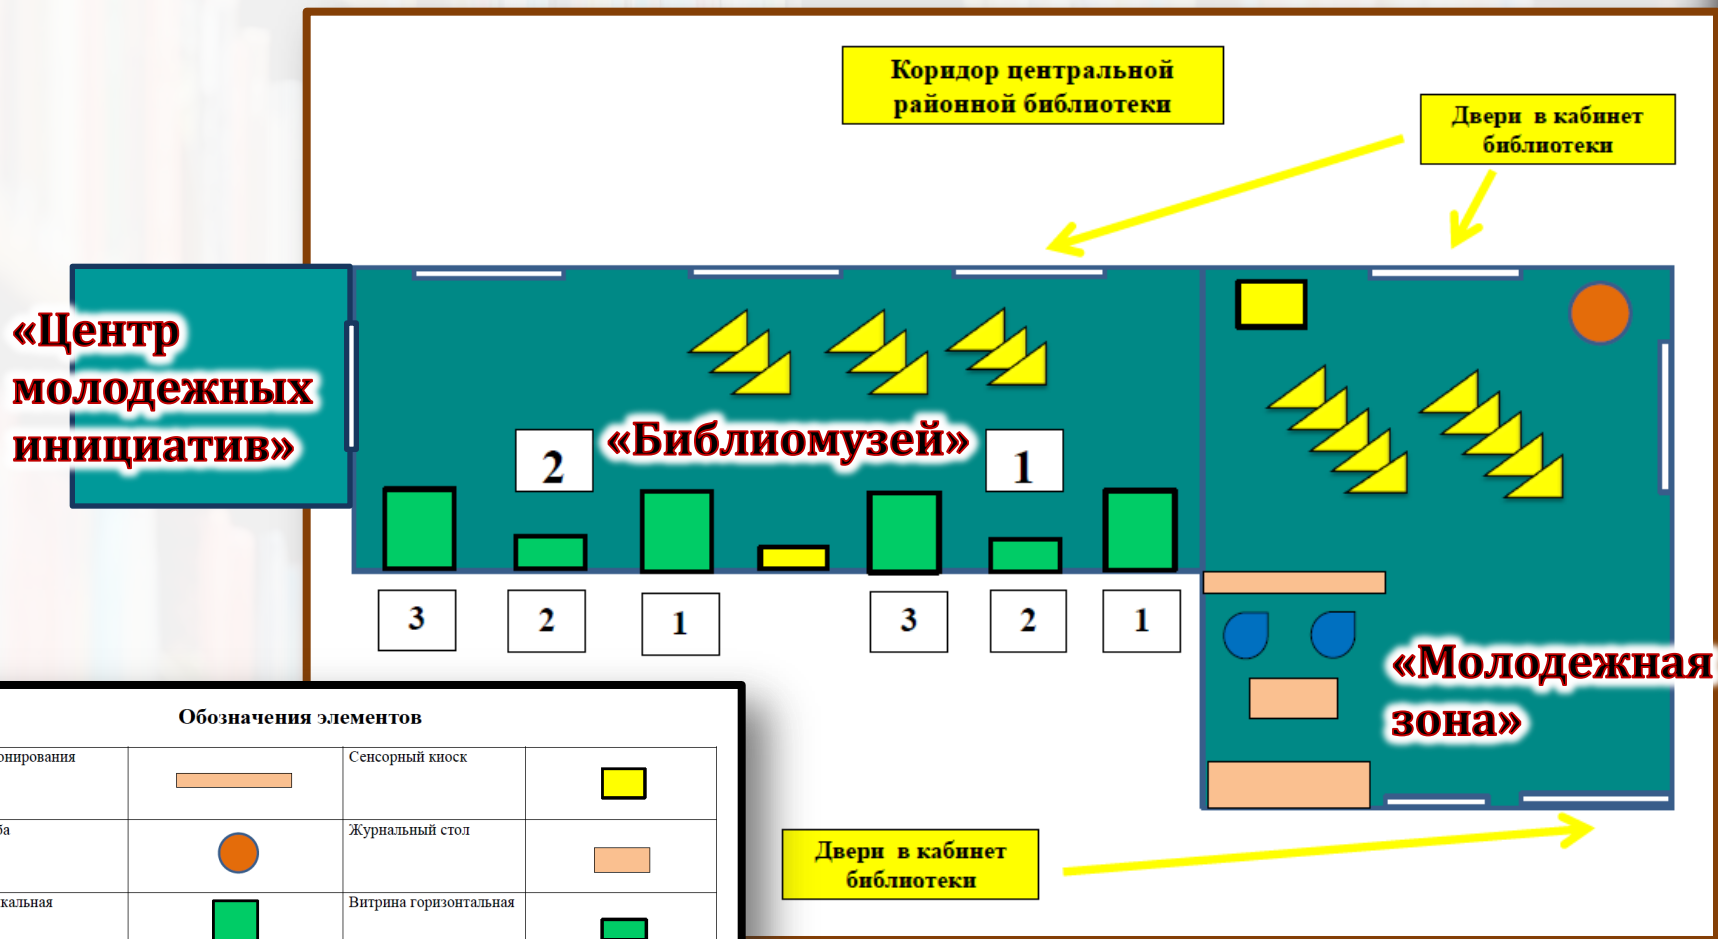 Коридор центральной
районной библиотеки
Двери в кабинет
библиотеки
«Центр
молодежных
инициатив»
«Библиомузей»
2
1
3
2
1
3
2
1
«Молодежная
зона»
Двери в кабинет
библиотеки
Обозначения элементов
Сенсорный киоск
Журнальный стол
Витрина горизонтальная